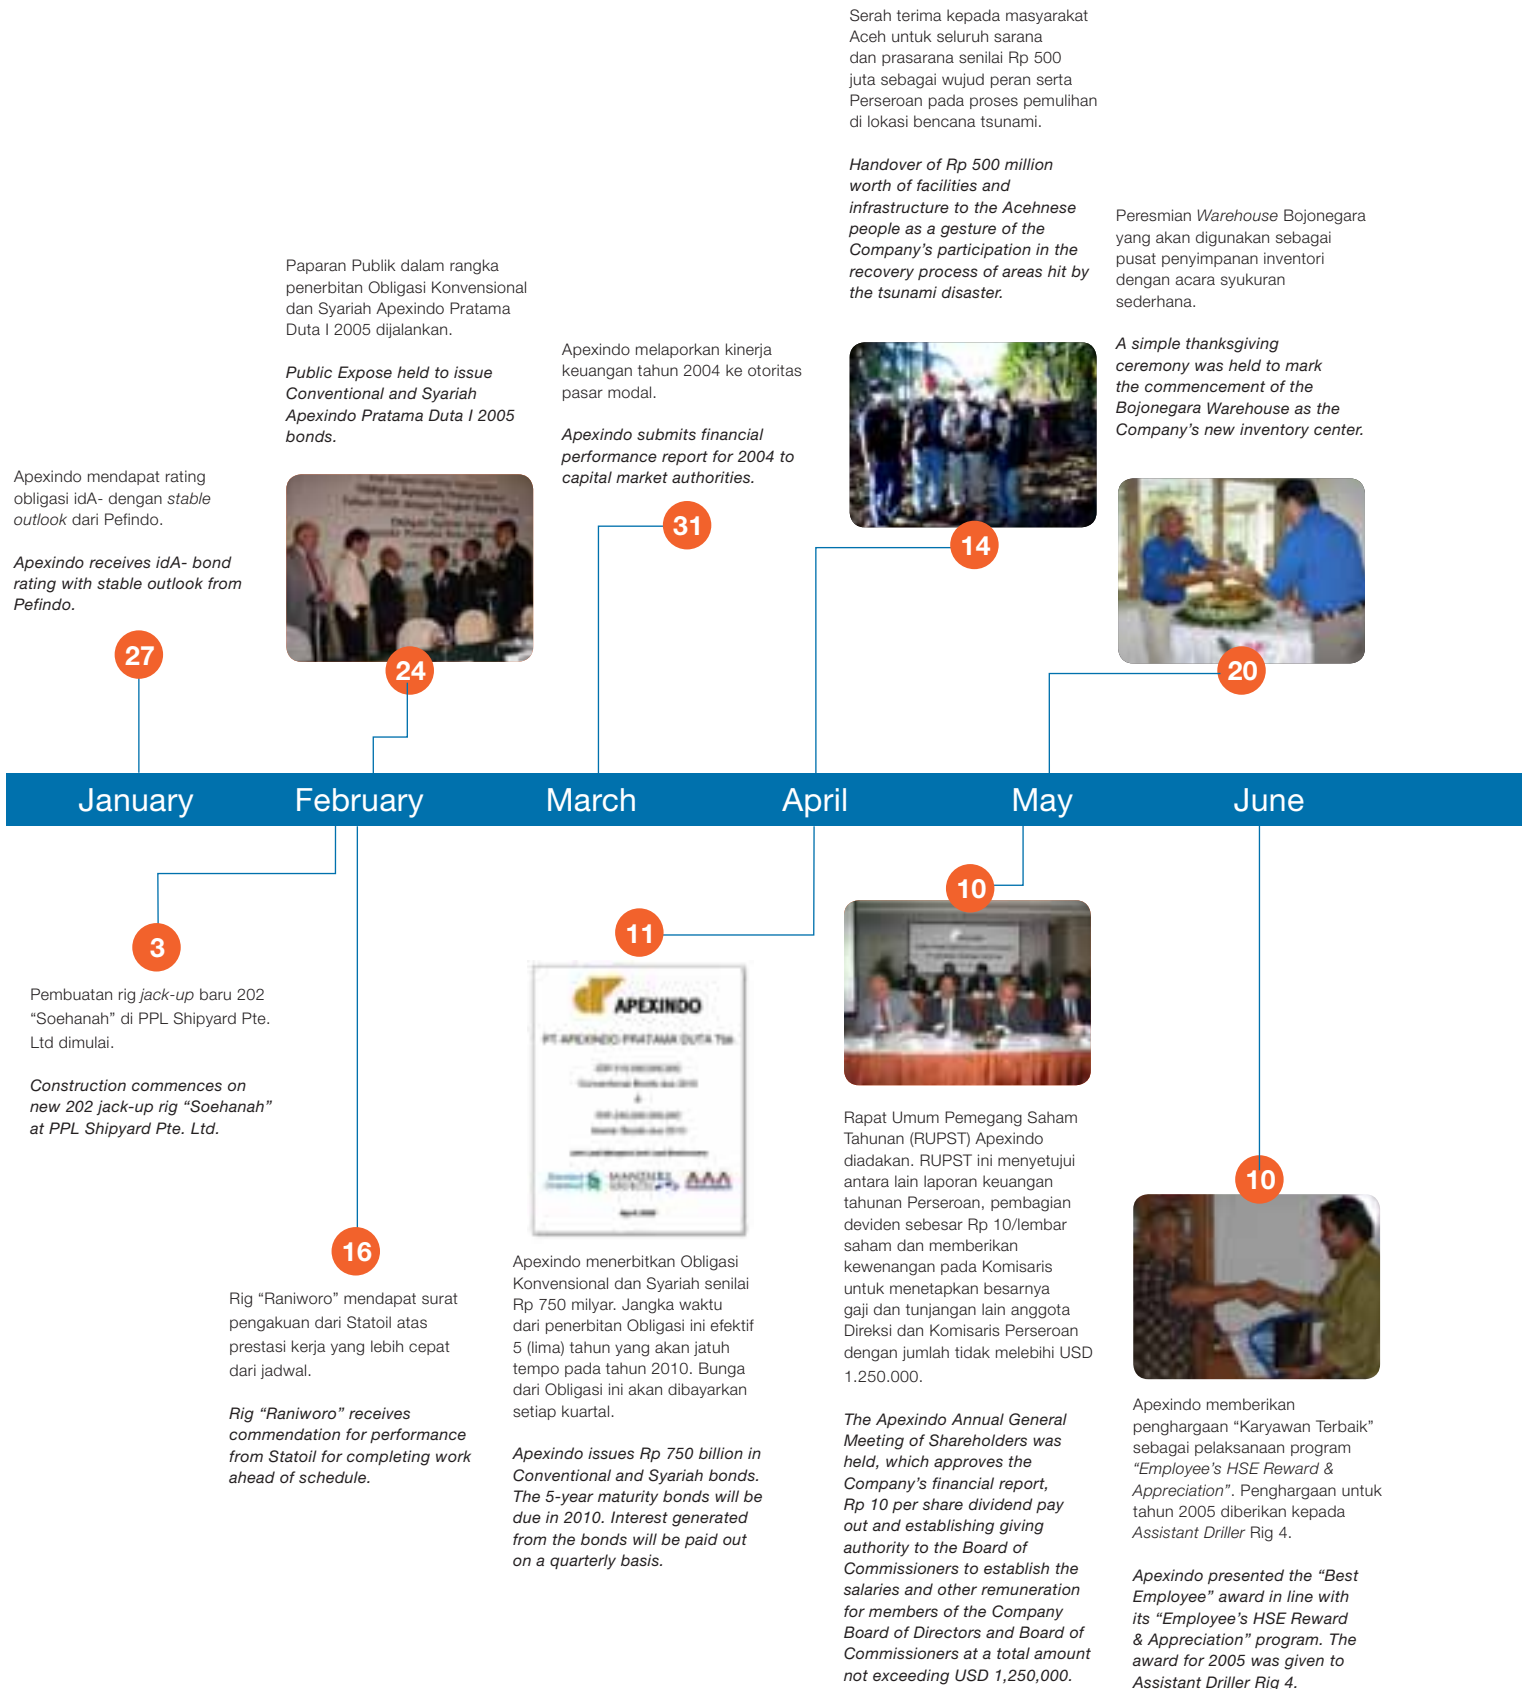 Serah terima kepada masyarakat
Aceh untuk seluruh sarana
dan prasarana senilai Rp 500
juta sebagai wujud peran serta
Perseroan pada proses pemulihan
di lokasi bencana tsunami.
Handover of Rp 500 million
worth of facilities and
infrastructure to the Acehnese
people as a gesture of the
Company's participation in the
recovery process of areas hit by
the tsunami disaster.
Peresmian Warehouse Bojonegara
yang akan digunakan sebagai
pusat penyimpanan inventori
dengan acara syukuran
sederhana.
A simple thanksgiving
ceremony was held to mark
the commencement of the
Bojonegara Warehouse as the
Company's new inventory center.
Paparan Publik dalam rangka
penerbitan Obligasi Konvensional
dan Syariah Apexindo Pratama
Duta I 2005 dijalankan.
Public Expose held to issue
Conventional and Syariah
Apexindo Pratama Duta I 2005
bonds.
Apexindo melaporkan kinerja
keuangan tahun 2004 ke otoritas
pasar modal.
Apexindo submits financial
performance report for 2004 to
capital market authorities.
Apexindo mendapat rating
obligasi idA- dengan stable
outlook dari Pefindo.
Apexindo receives idA- bond
rating with stable outlook from
Pefindo.
27
24
31
14
20
January
February
March
April
May
June
3
Pembuatan rig jack-up baru 202
“Soehanah” di PPL Shipyard Pte.
Ltd dimulai.
Construction commences on
new 202 jack-up rig “Soehanah”
at PPL Shipyard Pte. Ltd.
16
Rig “Raniworo” mendapat surat
pengakuan dari Statoil atas
prestasi kerja yang lebih cepat
dari jadwal.
Rig “Raniworo” receives
commendation for performance
from Statoil for completing work
ahead of schedule.
11
APEXINDO
PT APEXINDO PRATAMA DUTA Tbk
Apexindo menerbitkan Obligasi
Konvensional dan Syariah senilai
Rp 750 milyar. Jangka waktu
dari penerbitan Obligasi ini efektif
5 (lima) tahun yang akan jatuh
tempo pada tahun 2010. Bunga
dari Obligasi ini akan dibayarkan
setiap kuartal.
Apexindo issues Rp 750 billion in
Conventional and Syariah bonds.
The 5-year maturity bonds will be
due in 2010. Interest generated
from the bonds will be paid out
on a quarterly basis.
10
Rapat Umum Pemegang Saham
Tahunan (RUPST) Apexindo
diadakan. RUPST ini menyetujui
antara lain laporan keuangan
tahunan Perseroan, pembagian
deviden sebesar Rp 10/lembar
saham dan memberikan
kewenangan pada Komisaris
untuk menetapkan besarnya
gaji dan tunjangan lain anggota
Direksi dan Komisaris Perseroan
dengan jumlah tidak melebihi USD
1.250.000.
The Apexindo Annual General
Meeting of Shareholders was
held, which approves the
Company's financial report,
Rp 10 per share dividend pay
out and establishing giving
authority to the Board of
Commissioners to establish the
salaries and other remuneration
for members of the Company
Board of Directors and Board of
Commissioners at a total amount
not exceeding USD 1,250,000.
10
Apexindo memberikan
penghargaan “Karyawan Terbaik”
sebagai pelaksanaan program
“Employee's HSE Reward &
Appreciation”. Penghargaan untuk
tahun 2005 diberikan kepada
Assistant Driller Rig 4.
Apexindo presented the “Best
Employee” award in line with
its “Employee's HSE Reward
& Appreciation” program. The
award for 2005 was given to
Assistant Driller Rig 4.